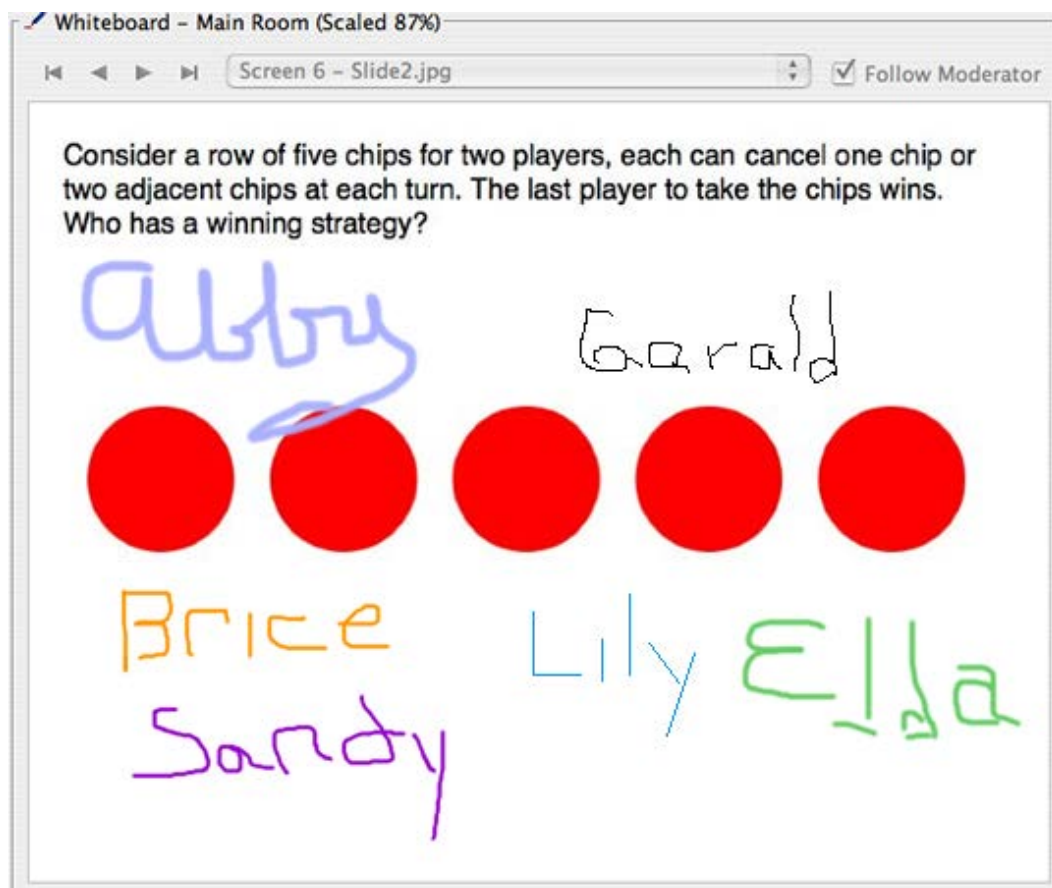 Whiteboard – Main Room (Scaled 87%)
Screen 6 – Slide2.jpg Follow Moderator
Consider a row of five chips for two players, each can cancel one chip or
two adjacent chips at each turn. The last player to take the chips wins.
Who has a winning strategy?
abby
Garald
Brice
Lily
Ella
Sandy